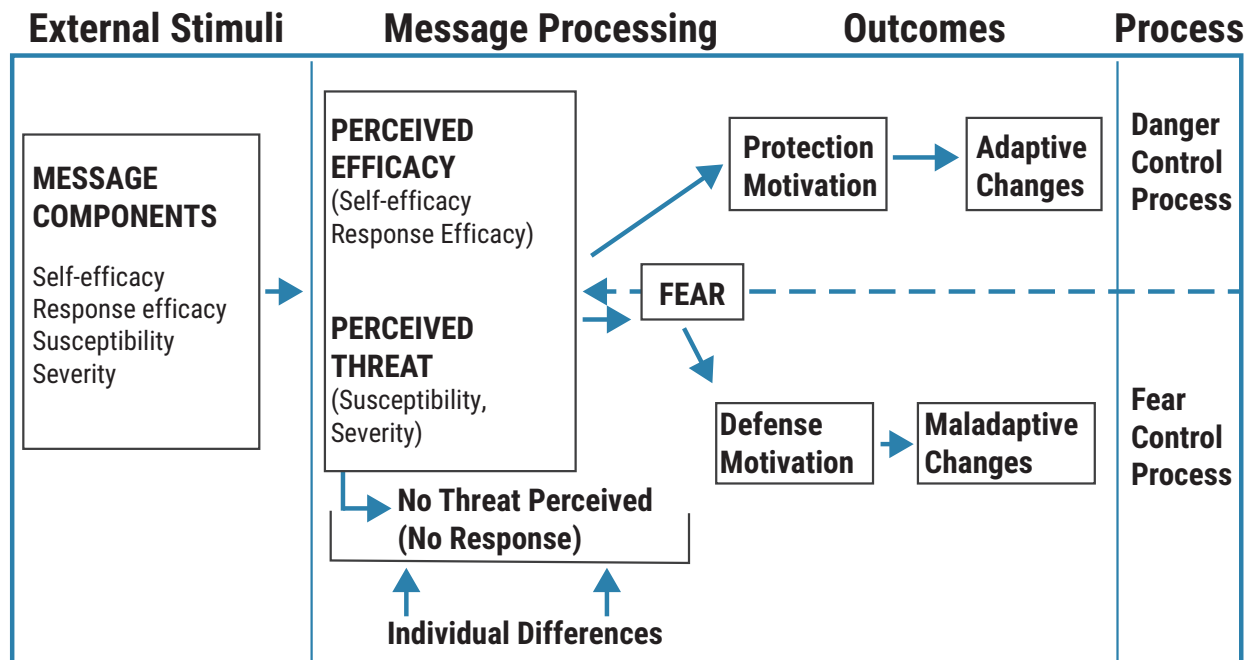 External Stimuli
Message Processing
Outcomes
Process
MESSAGE
COMPONENTS
Self-efficacy
Response efficacy
Susceptibility
Severity
PERCEIVED
EFFICACY
(Self-efficacy
Response Efficacy)
PERCEIVED
THREAT
(Susceptibility,
Severity)
No Threat Perceived
(No Response)
Individual Differences
FEAR
Protection
Motivation
Adaptive
Changes
Defense
Motivation
Maladaptive
Changes
Danger
Control
Process
Fear
Control
Process